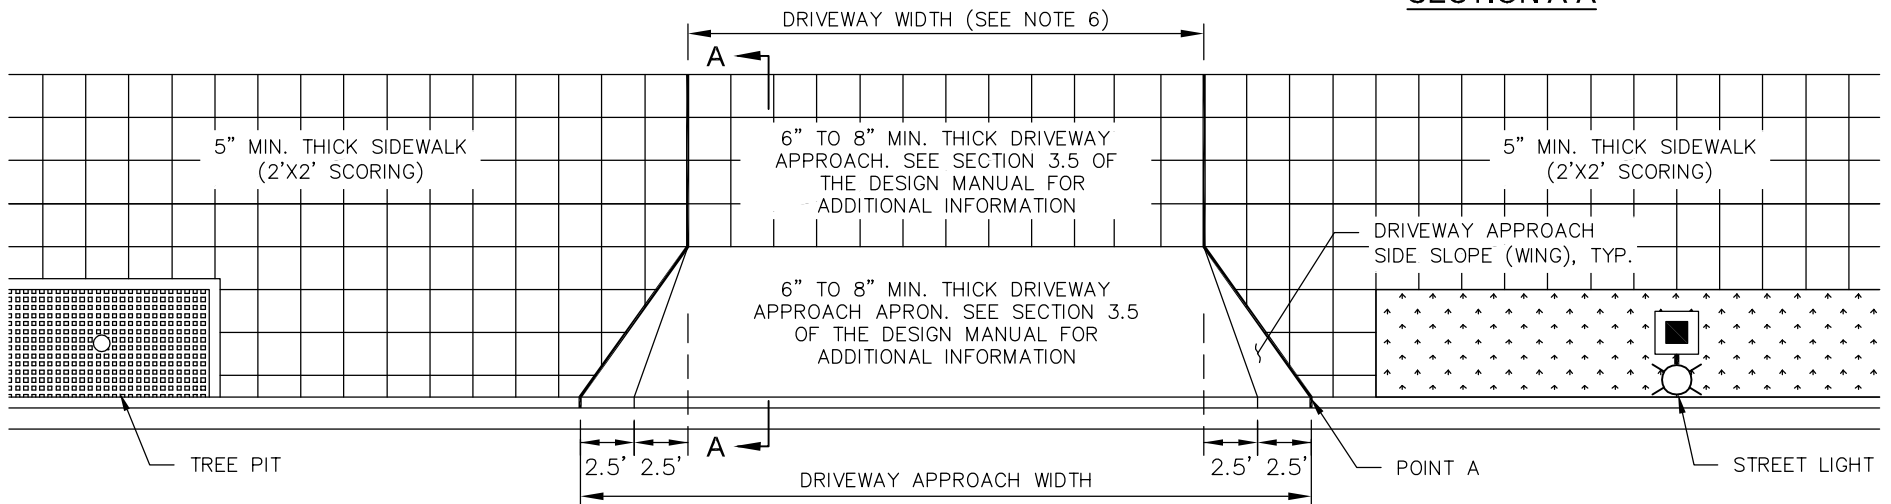 SECTION A-A
DRIVEWAY WIDTH (SEE NOTE 6)
A
5" MIN. THICK SIDEWALK
(2'X2' SCORING)
6" TO 8" MIN. THICK DRIVEWAY
APPROACH. SEE SECTION 3.5 OF
THE DESIGN MANUAL FOR
ADDITIONAL INFORMATION
5" MIN. THICK SIDEWALK
(2'X2' SCORING)
DRIVEWAY APPROACH
SIDE SLOPE (WING), TYP.
6" TO 8" MIN. THICK DRIVEWAY
APPROACH APRON. SEE SECTION 3.5
OF THE DESIGN MANUAL FOR
ADDITIONAL INFORMATION
TREE PIT
2.5'
2.5'
A
2.5'
2.5'
POINT A
STREET LIGHT
DRIVEWAY APPROACH WIDTH